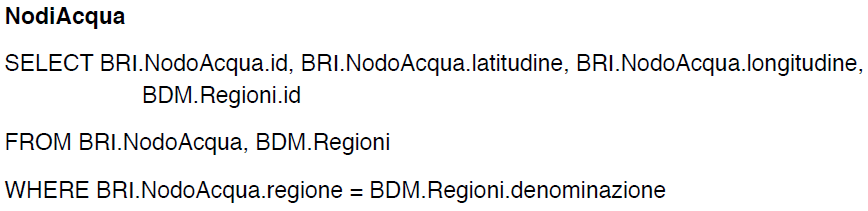 NodiAcqua
SELECT BRI.NodoAcqua.id, BRI.NodoAcqua.latitudine, BRI.NodoAcqua.longitudine,
BDM.Regioni.id
FROM BRI.NodoAcqua, BDM.Regioni
WHERE BRI.NodoAcqua.regione = BDM.Regioni.denominazione